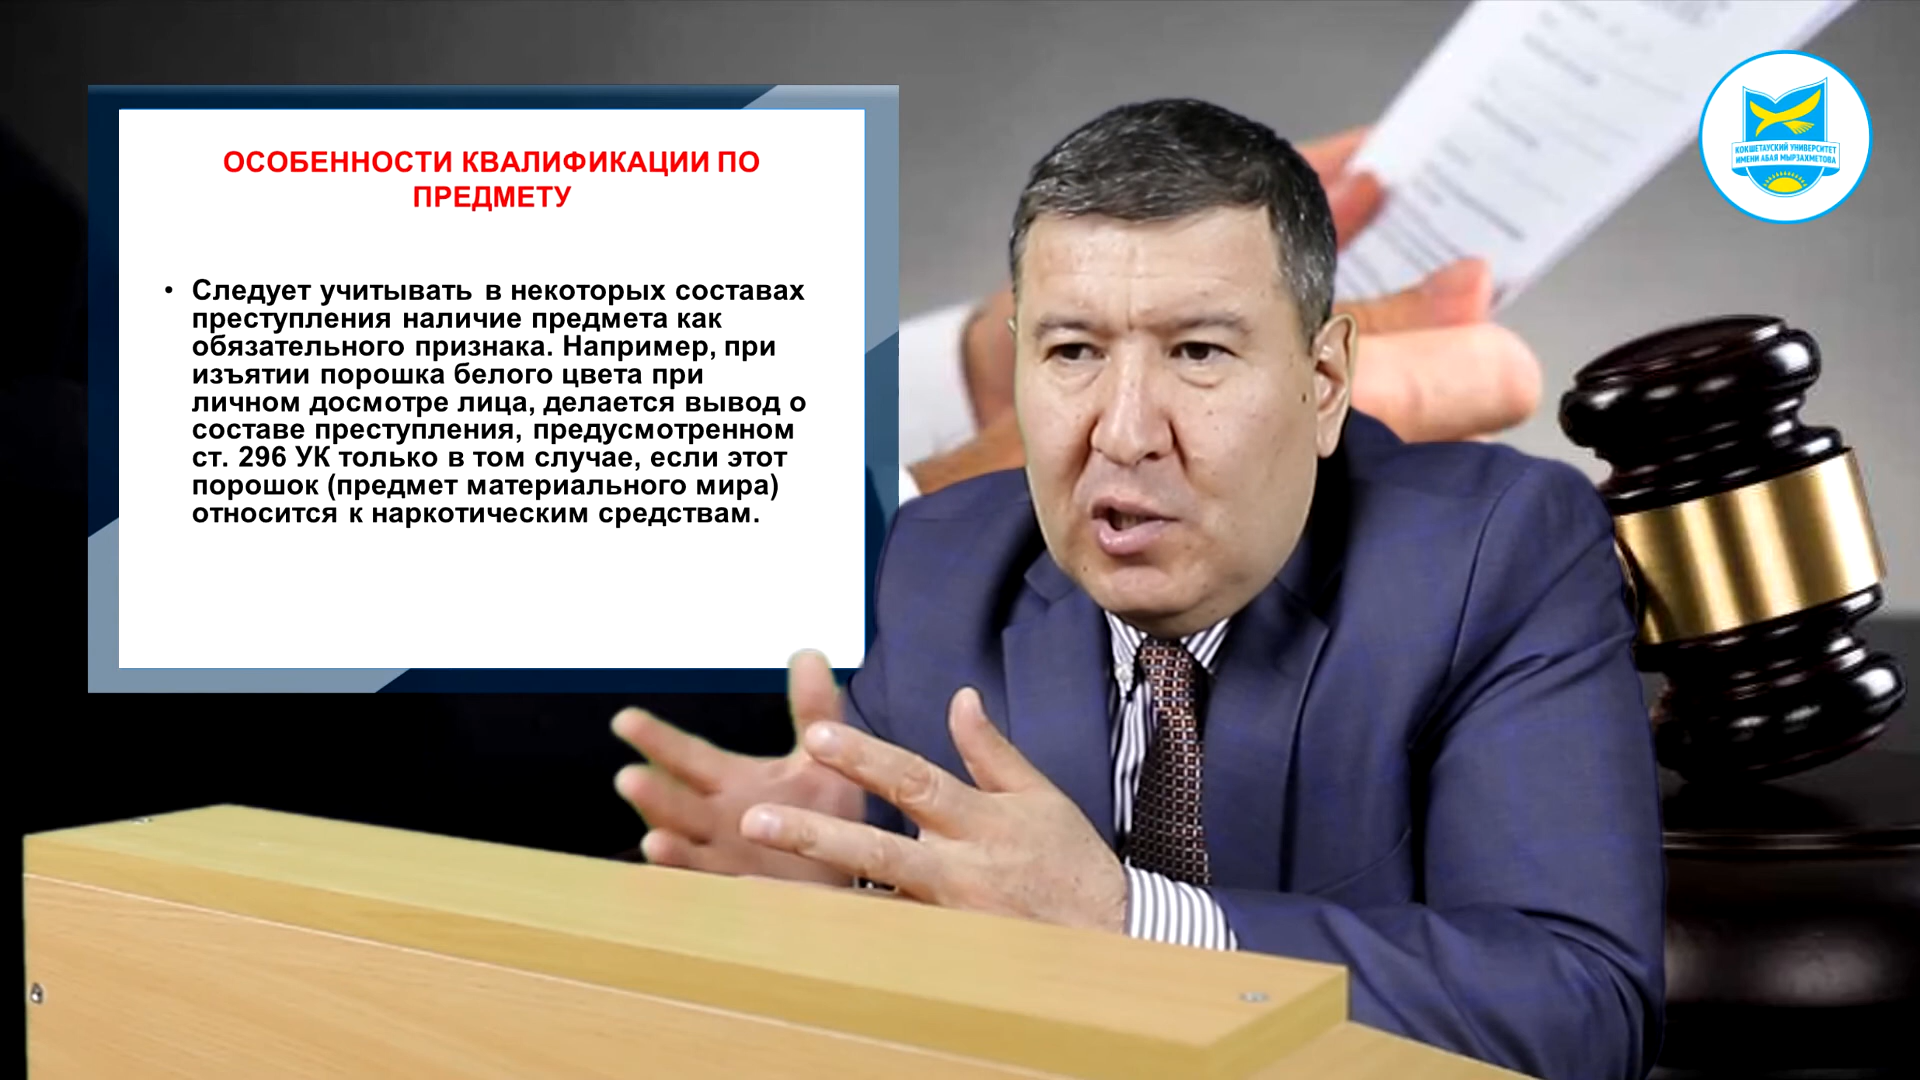 ОСОБЕННОСТИ КВАЛИФИКАЦИИ ПО
ПРЕДМЕТУ
• Следует учитывать в некоторых составах
преступления наличие предмета как
обязательного признака. Например, при
изъятии порошка белого цвета при
личном досмотре лица, делается вывод о
составе преступления, предусмотренном
ст. 296 УК только в том случае, если этот
порошок (предмет материального мира)
относится к наркотическим средствам.
КОКШЕТАУСКИЙ УНИВЕРСИТЕТ
ИМЕНИ АБАЯ МЫРЗАХМЕТОВА